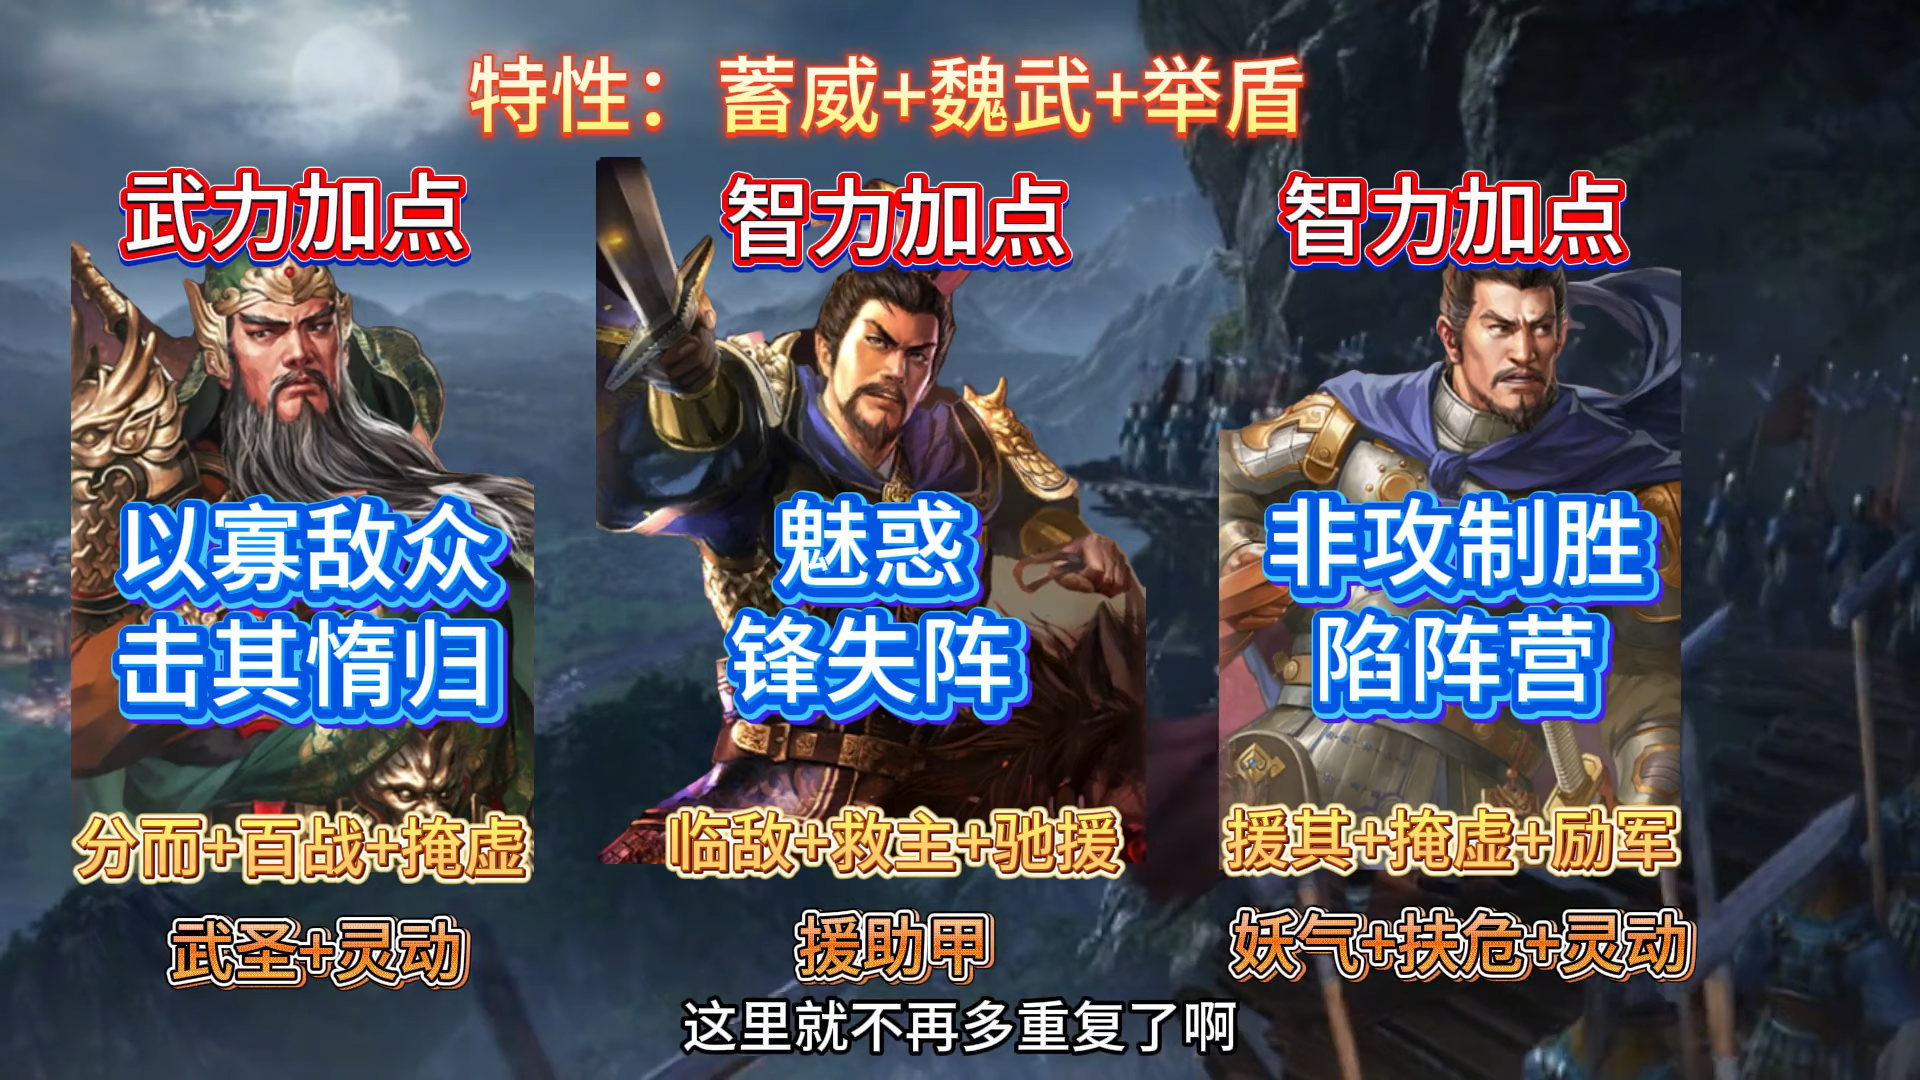 特性：蓄威+魏武+举盾
武力加点
智力加点
智力加点
以寡敌众
击其惰归
魅惑
锋失阵
非攻制胜
陷阵营
分而+百战+掩虚
临敌+救主+驰援
援其+掩虚+励军
武圣+灵动
援助甲
妖气+扶危+灵动
这里就不再多重复了啊